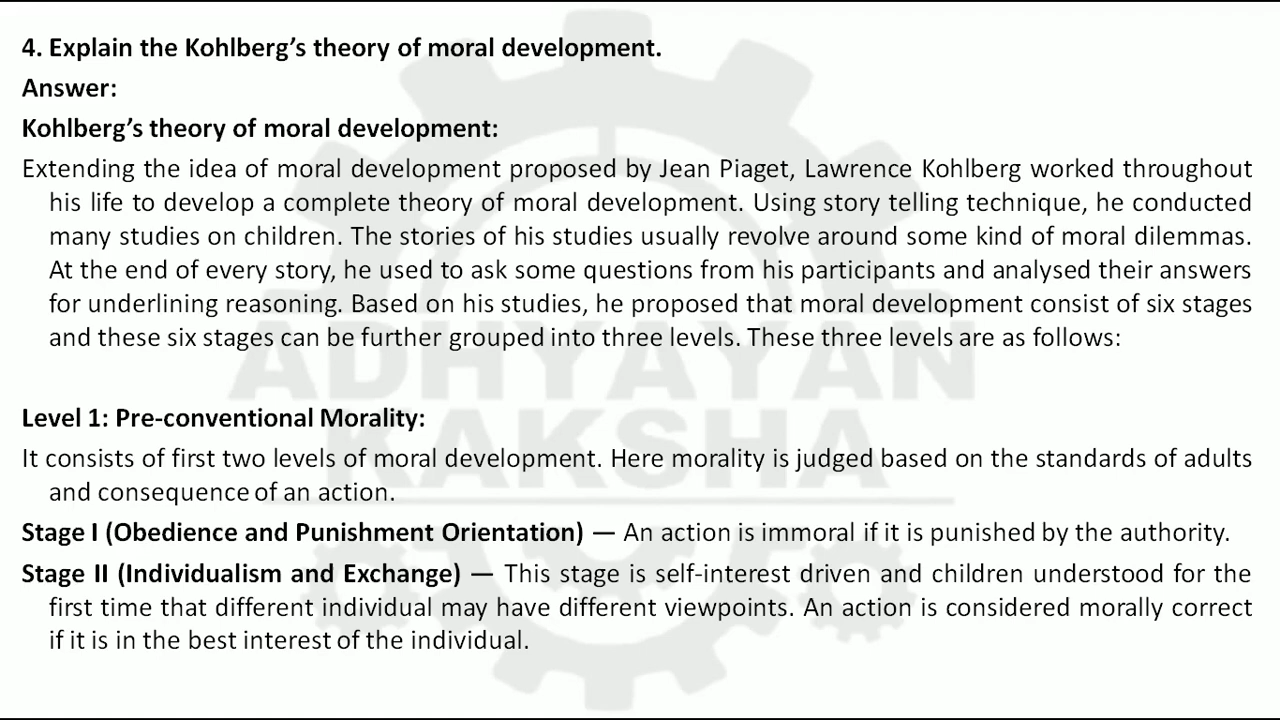 4. Explain the Kohlberg’s theory of moral development.
Answer:
Kohlberg’s theory of moral development:
Extending the idea of moral development proposed by Jean Piaget, Lawrence Kohlberg worked throughout
his life to develop a complete theory of moral development. Using story telling technique, he conducted
many studies on children. The stories of his studies usually revolve around some kind of moral dilemmas.
At the end of every story, he used to ask some questions from his participants and analysed their answers
for underlining reasoning. Based on his studies, he proposed that moral development consist of six stages
and these six stages can be further grouped into three levels. These three levels are as follows:
ADHYAYAN
KAKSHA
Level 1: Pre-conventional Morality:
It consists of first two levels of moral development. Here morality is judged based on the standards of adults
and consequence of an action.
Stage I (Obedience and Punishment Orientation) — An action is immoral if it is punished by the authority.
Stage II (Individualism and Exchange) — This stage is self-interest driven and children understood for the
first time that different individual may have different viewpoints. An action is considered morally correct
if it is in the best interest of the individual.